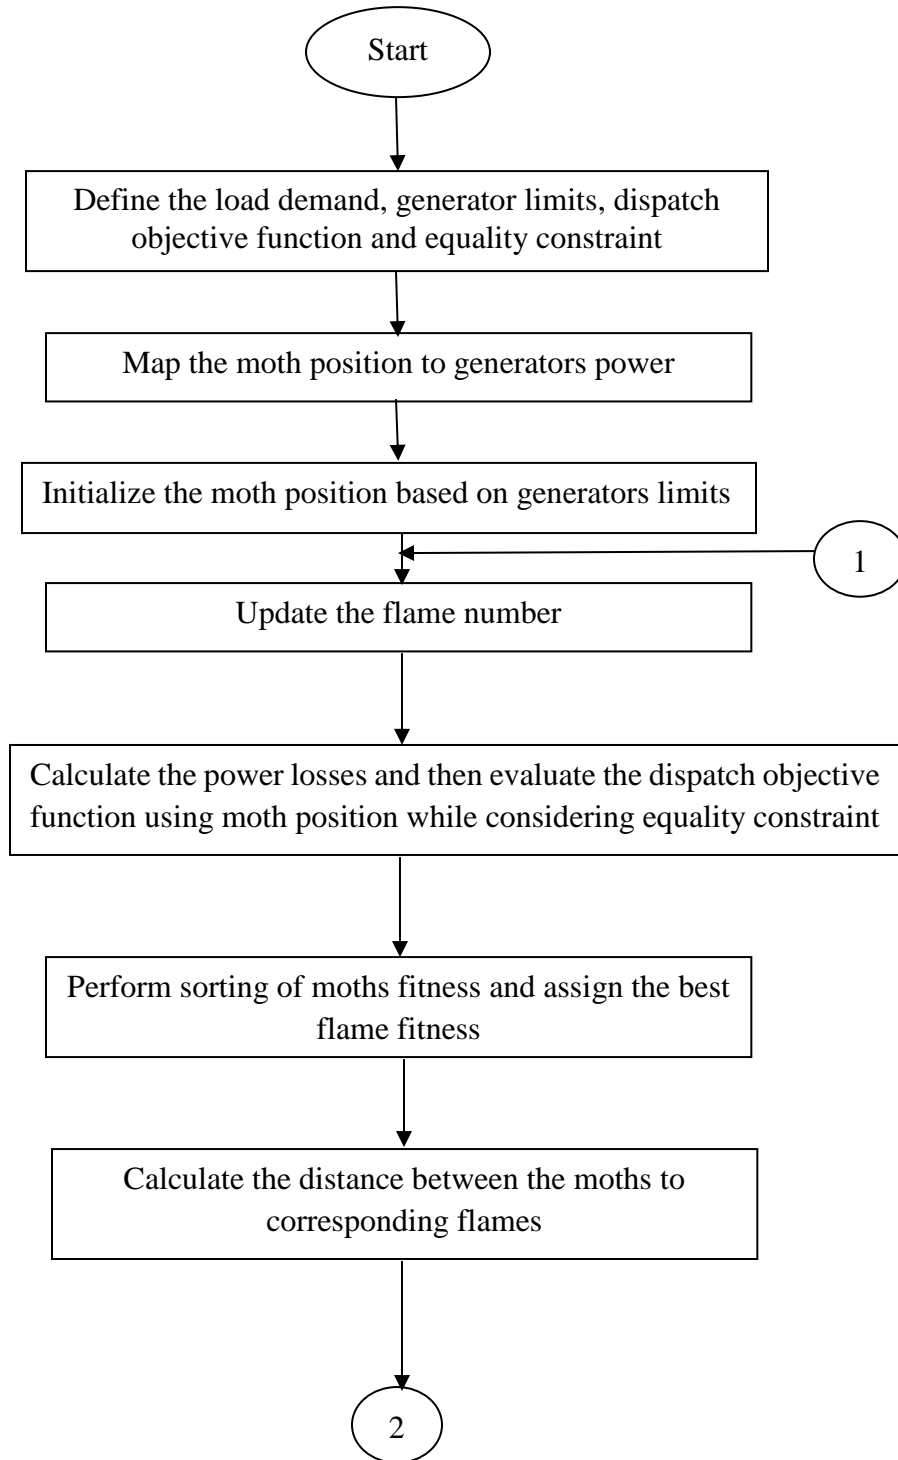 Start
Define the load demand, generator limits, dispatch
objective function and equality constraint
Map the moth position to generators power
Initialize the moth position based on generators limits
1
Update the flame number
Calculate the power losses and then evaluate the dispatch objective
function using moth position while considering equality constraint
Perform sorting of moths fitness and assign the best
flame fitness
Calculate the distance between the moths to
corresponding flames
2